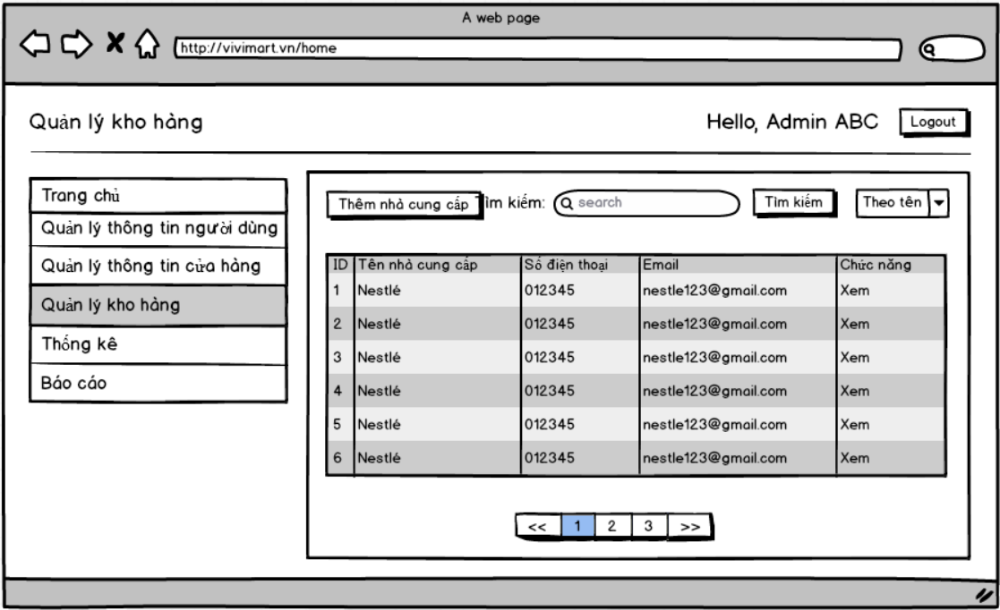 A web page
http://vivimart.vn/home
Quản lý kho hàng
Hello, Admin ABC
Logout
Trang chủ
Quản lý thông tin người dùng
Quản lý thông tin cửa hàng
Quản lý kho hàng
Thống kê
Báo cáo
Thêm nhà cung cấp Tìm kiếm: search Tìm kiếm Theo tên
ID Tên nhà cung cấp Số điện thoại Email Chức năng
1 Nestlé 012345 nestle123@gmail.com Xem
2 Nestlé 012345 nestle123@gmail.com Xem
3 Nestlé 012345 nestle123@gmail.com Xem
4 Nestlé 012345 nestle123@gmail.com Xem
5 Nestlé 012345 nestle123@gmail.com Xem
6 Nestlé 012345 nestle123@gmail.com Xem
<< 1 2 3 >>